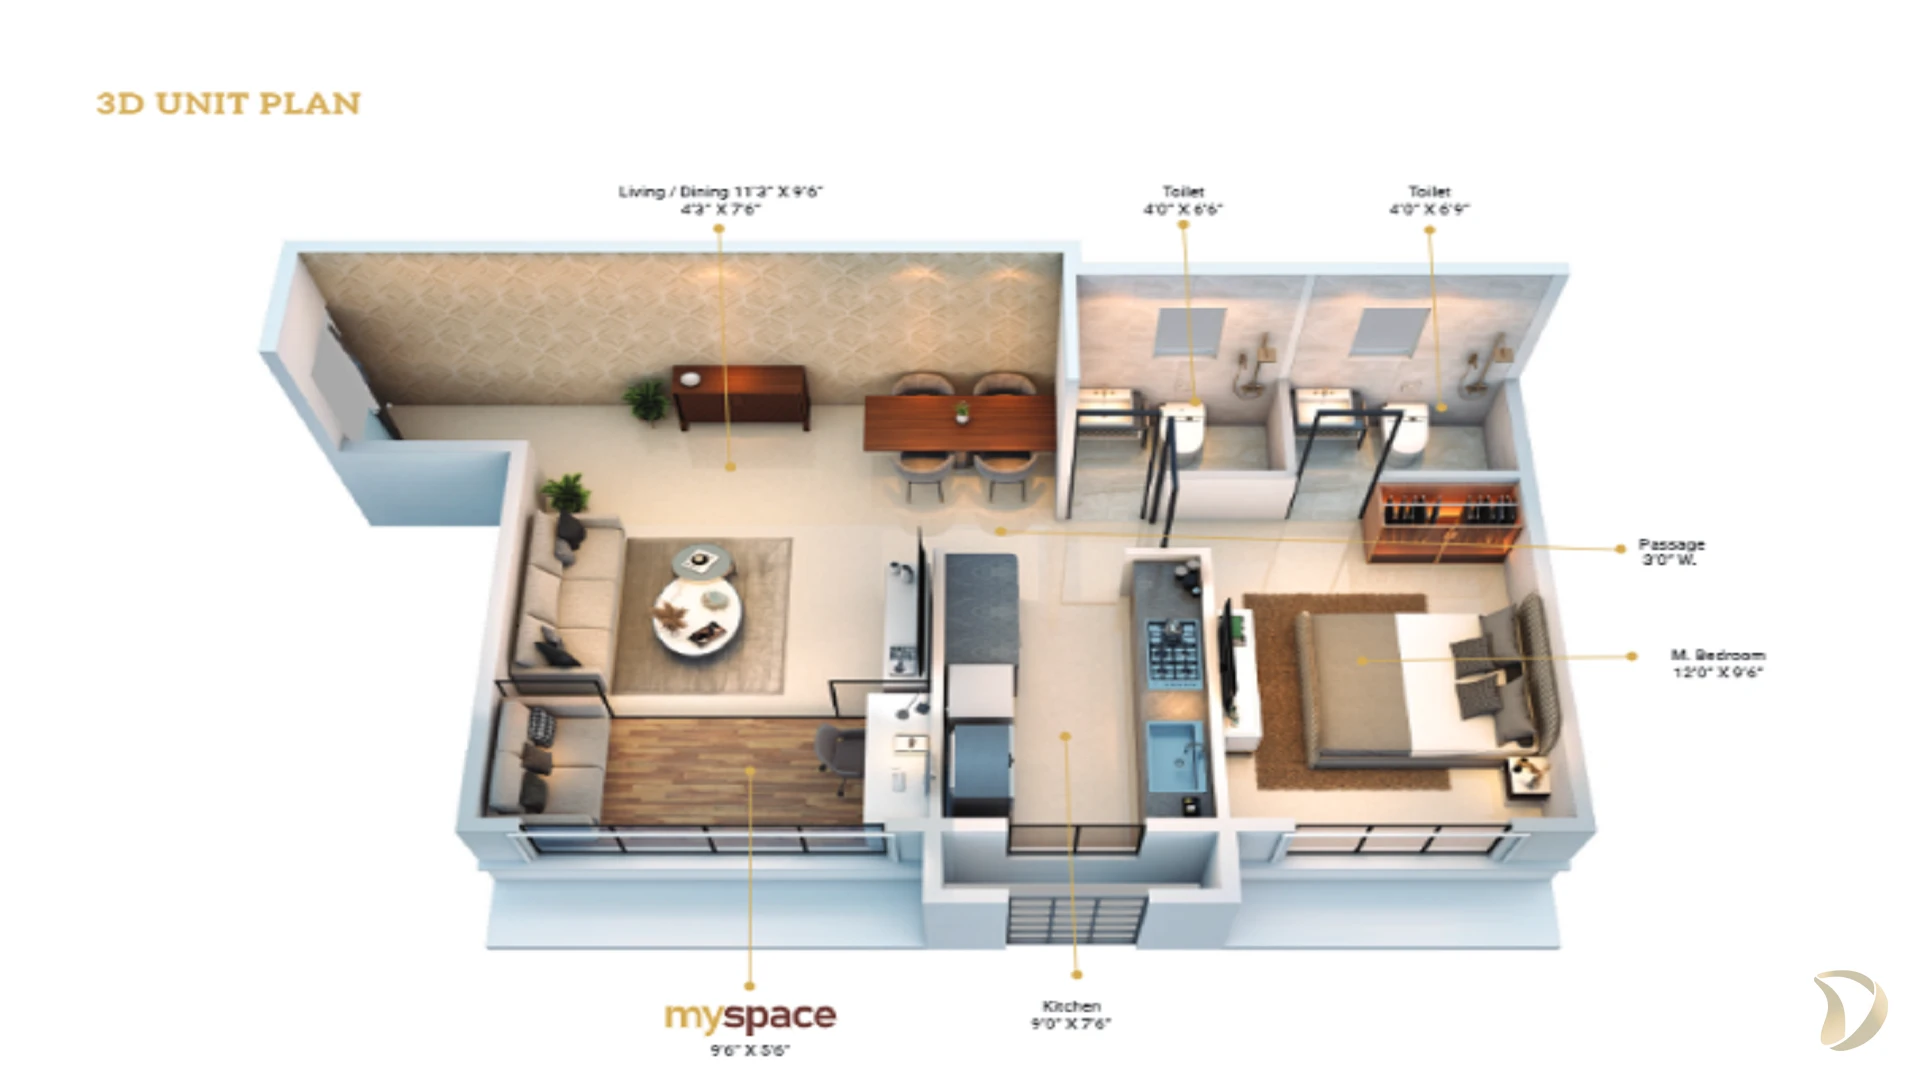 3D UNIT PLAN
Living / Dining 11'3" X 9'6"
4'3" X 7'6"
Toilet
4'0" X 6'6"
Toilet
4'0" X 6'9"
Passage
3'0" W.
M. Bedroom
12'0" X 9'6"
myspace
9'6" X 5'6"
Kitchen
9'0" X 7'6"